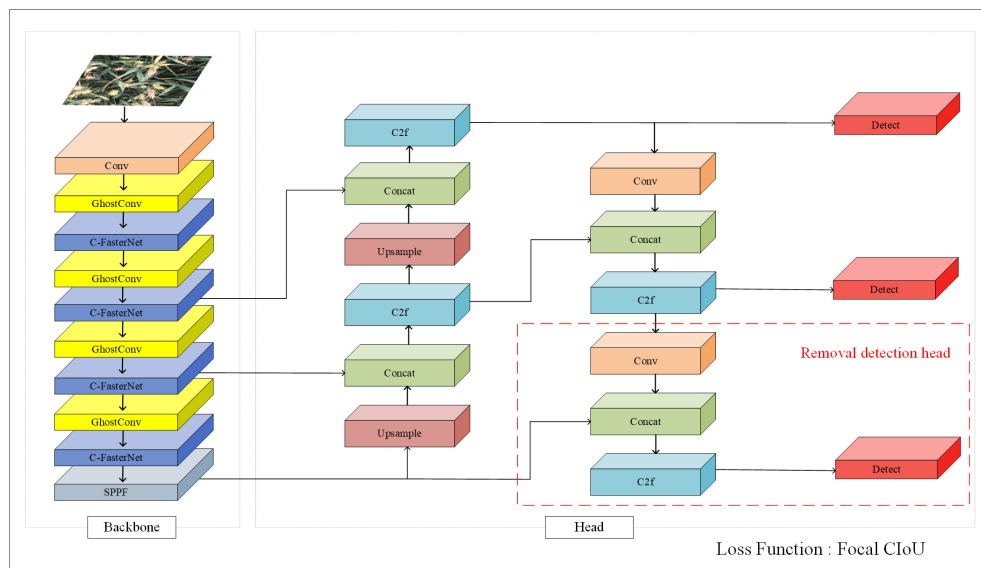 Conv
GhostConv
C-FasterNet
GhostConv
C-FasterNet
GhostConv
C-FasterNet
GhostConv
C-FasterNet
SPPF
Backbone
C2f
Concat
Upsample
C2f
Concat
Upsample
Conv
Concat
C2f
Conv
Concat
C2f
Detect
Detect
Removal detection head
Detect
Head
Loss Function : Focal CIoU